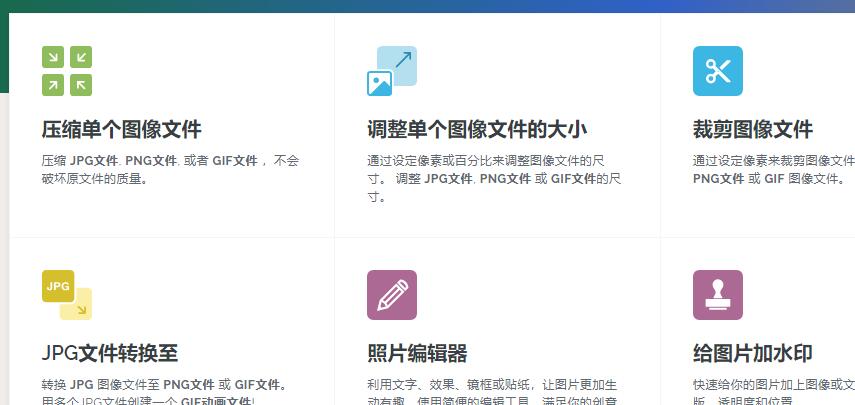 压缩单个图像文件
压缩 JPG文件, PNG文件, 或者 GIF文件 ，不会
破坏原文件的质量。
调整单个图像文件的大小
通过设定像素或百分比来调整图像文件的尺
寸。 调整 JPG文件, PNG文件 或 GIF文件的尺
寸。
裁剪图像文件
通过设定像素来裁剪图像文件
PNG文件 或 GIF 图像文件。
JPG
JPG文件转换至
转换 JPG 图像文件至 PNG文件 或 GIF文件。
用多个JPG文件创建一个 GIF动画文件!
照片编辑器
利用文字、效果、镜框或贴纸，让图片更加生
动有趣。使用简便的编辑工具，满足你的创意
给图片加水印
快速给你的图片加上图像或文
版、透明度和位置